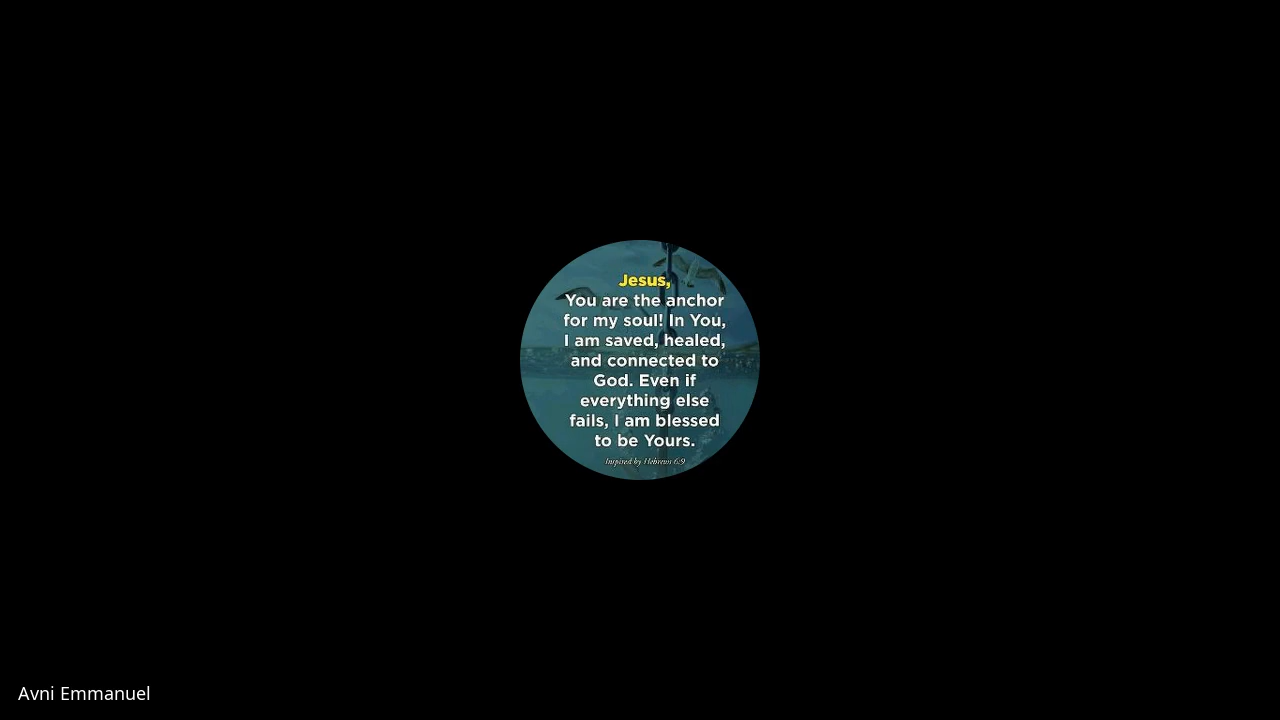 Jesus,
You are the anchor
for my soul! In You,
I am saved, healed,
and connected to
God. Even if
everything else
fails, I am blessed
to be Yours.
Inspired by Hebrews 6:9
Avni Emmanuel